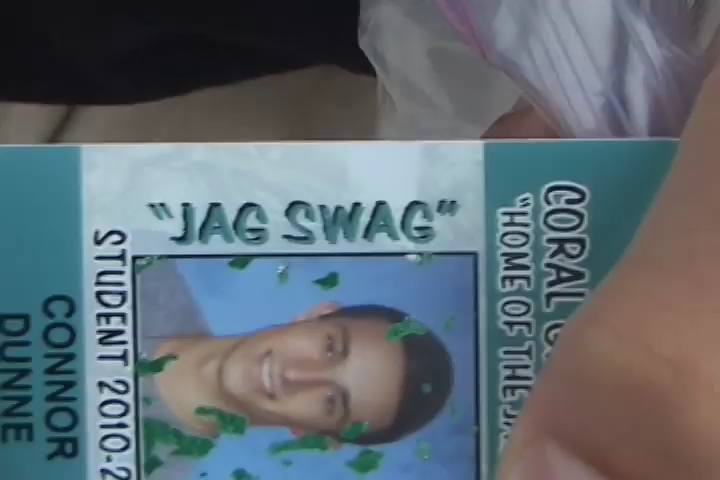 CORAL
"HOME OF THE
"JAG SWAG"
STUDENT 2010-2
CONNOR
DUNNE